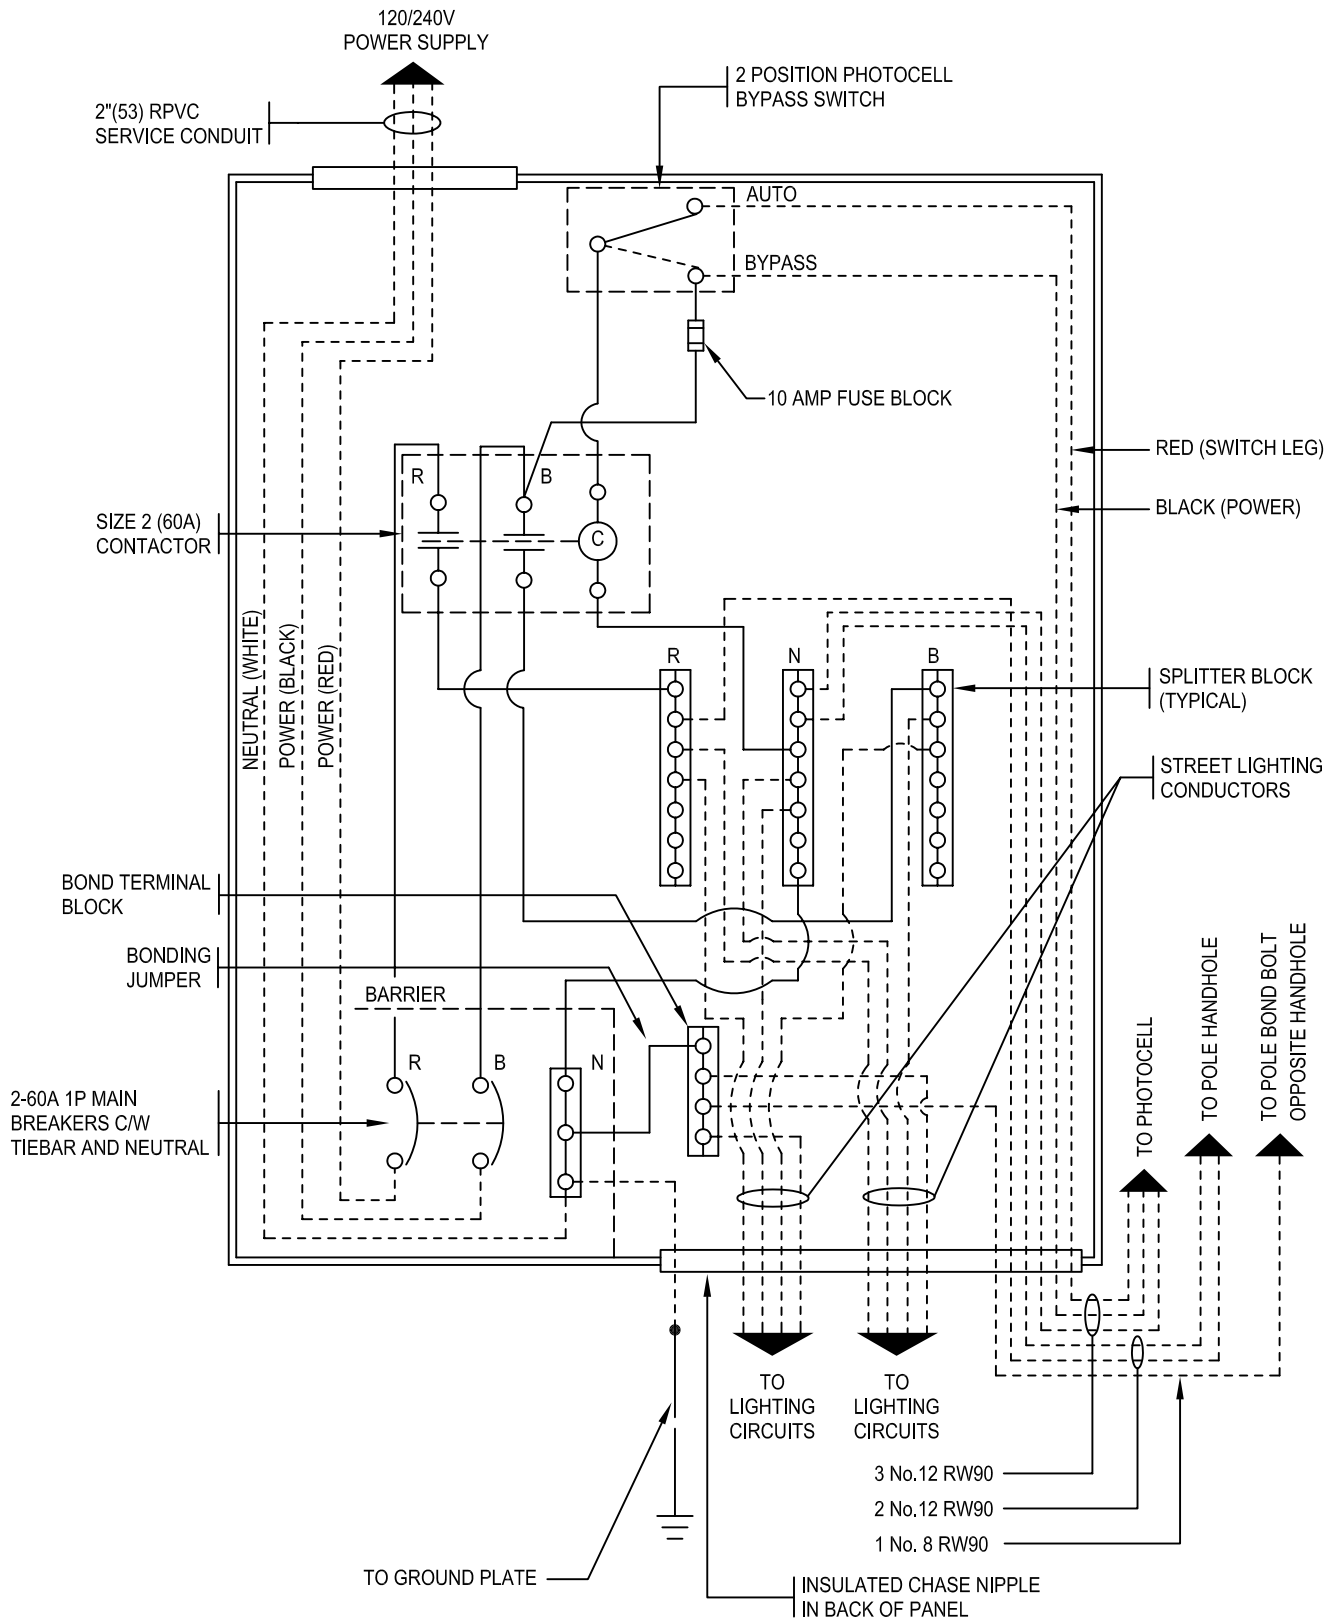 120/240V
POWER SUPPLY
2"(53) RPVC
SERVICE CONDUIT
2 POSITION PHOTOCELL
BYPASS SWITCH
AUTO
BYPASS
10 AMP FUSE BLOCK
RED (SWITCH LEG)
BLACK (POWER)
R
B
C
SIZE 2 (60A)
CONTACTOR
NEUTRAL (WHITE)
POWER (BLACK)
POWER (RED)
R
N
B
SPLITTER BLOCK
(TYPICAL)
STREET LIGHTING
CONDUCTORS
BOND TERMINAL
BLOCK
BONDING
JUMPER
BARRIER
R
B
N
2-60A 1P MAIN
BREAKERS C/W
TIEBAR AND NEUTRAL
TO PHOTOCELL
TO POLE HANDHOLE
TO POLE BOND BOLT
OPPOSITE HANDHOLE
TO
LIGHTING
CIRCUITS
TO
LIGHTING
CIRCUITS
3 No.12 RW90
2 No.12 RW90
1 No. 8 RW90
TO GROUND PLATE
INSULATED CHASE NIPPLE
IN BACK OF PANEL